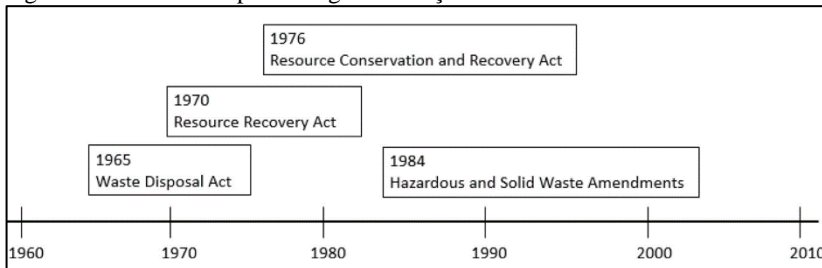 1976
Resource Conservation and Recovery Act
1970
Resource Recovery Act
1965
Waste Disposal Act
1984
Hazardous and Solid Waste Amendments
1960
1970
1980
1990
2000
2010